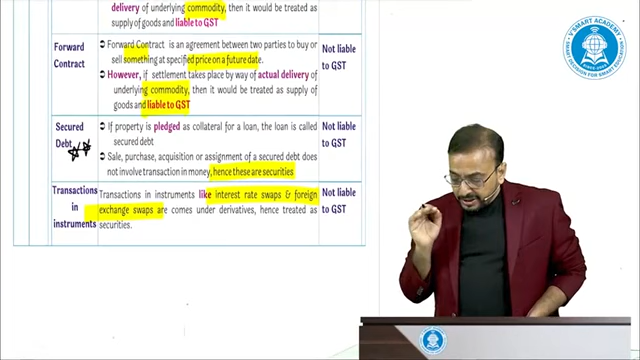 delivery of underlying commodity, then it would be treated as
supply of goods and liable to GST
Forward
Contract
➲ Forward Contract is an agreement between two parties to buy or
sell something at specified price on a future date.
➲ However, if settlement takes place by way of actual delivery of
underlying commodity, then it would be treated as supply of
goods and liable to GST
Not liable
to GST
Secured
Debt
➲ If property is pledged as collateral for a loan, the loan is called
secured debt
➲ Sale, purchase, acquisition or assignment of a secured debt does
not involve transaction in money, hence these are securities
Not liable
to GST
Transactions
in
instruments
Transactions in instruments like interest rate swaps & foreign
exchange swaps are comes under derivatives, hence treated as
securities.
Not liable
to GST
V SMART ACADEMY
SMART DECISION FOR SMART EDUCATION